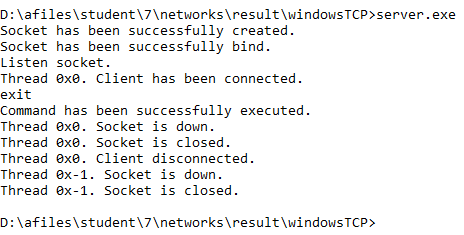 D:\afiles\student\7\networks\result\windowsTCP>server.exe
Socket has been successfully created.
Socket has been successfully bind.
Listen socket.
Thread 0x0. Client has been connected.
exit
Command has been successfully executed.
Thread 0x0. Socket is down.
Thread 0x0. Socket is closed.
Thread 0x0. Client disconnected.
Thread 0x-1. Socket is down.
Thread 0x-1. Socket is closed.
D:\afiles\student\7\networks\result\windowsTCP>